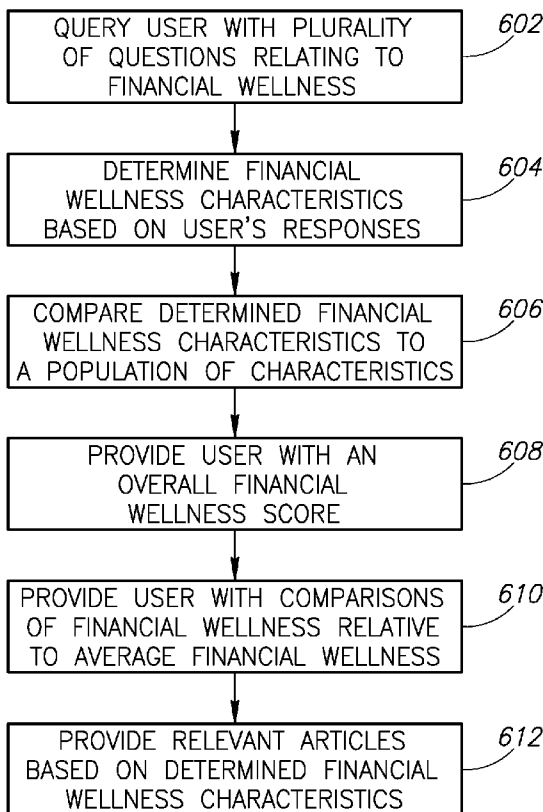 QUERY USER WITH PLURALITY
OF QUESTIONS RELATING TO
FINANCIAL WELLNESS
602
DETERMINE FINANCIAL
WELLNESS CHARACTERISTICS
BASED ON USER'S RESPONSES
604
COMPARE DETERMINED FINANCIAL
WELLNESS CHARACTERISTICS TO
A POPULATION OF CHARACTERISTICS
606
PROVIDE USER WITH AN
OVERALL FINANCIAL
WELLNESS SCORE
608
PROVIDE USER WITH COMPARISONS
OF FINANCIAL WELLNESS RELATIVE
TO AVERAGE FINANCIAL WELLNESS
610
PROVIDE RELEVANT ARTICLES
BASED ON DETERMINED FINANCIAL
WELLNESS CHARACTERISTICS
612